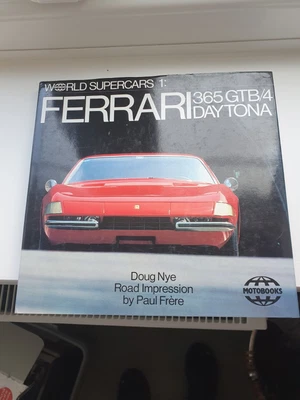 WORLD SUPERCARS 1:
FERRARI 365 GTB/4
DAYTONA
Doug Nye
Road Impression
by Paul Frère
MOTOBOOKS